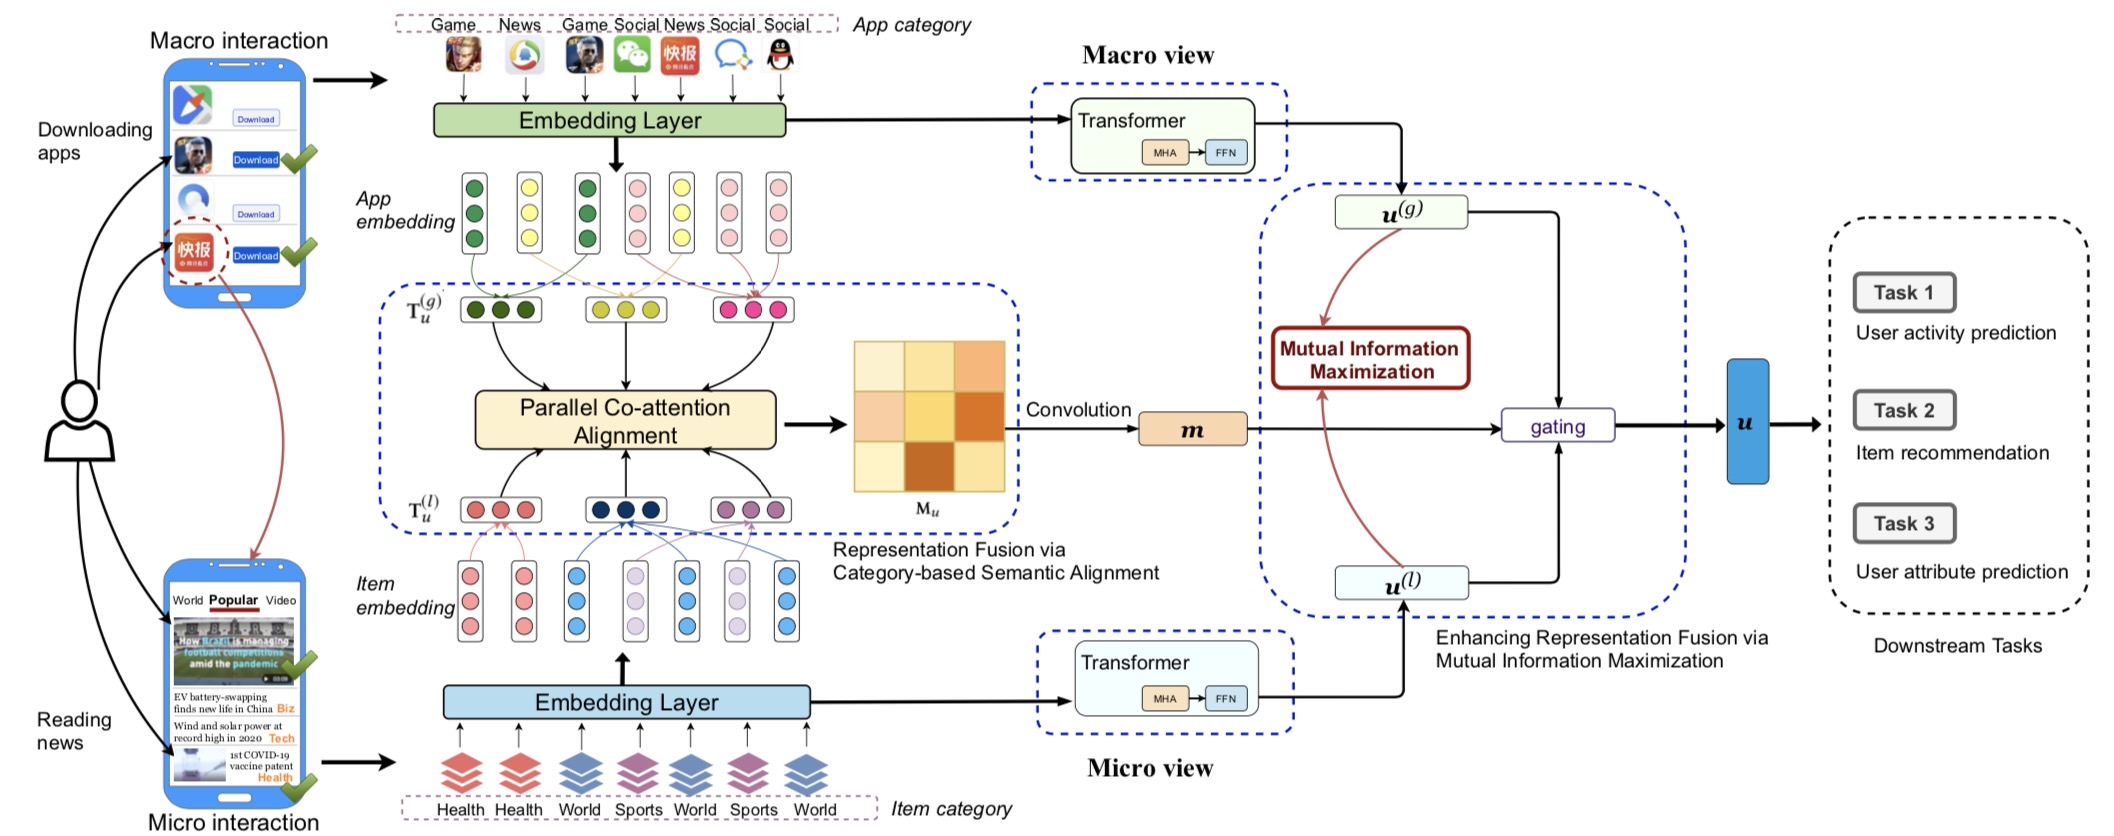 Macro interaction
Downloading
apps
Download
Download
Download
快报
Download
Game News Game Social News Social Social
App category
快报
Embedding Layer
App
embedding
Macro view
Transformer
MHA
FFN
T_u^(g)
Parallel Co-attention
Alignment
T_u^(l)
M_u
Representation Fusion via
Category-based Semantic Alignment
Convolution
m
u^(g)
Mutual Information
Maximization
gating
u^(l)
Enhancing Representation Fusion via
Mutual Information Maximization
u
Task 1
User activity prediction
Task 2
Item recommendation
Task 3
User attribute prediction
Downstream Tasks
Item
embedding
Embedding Layer
Transformer
MHA
FFN
Micro view
Health Health World Sports World Sports World
Item category
Reading
news
World Popular Video
How Brazil is managing
football competitions
amid the pandemic
03:08
EV battery-swapping
finds new life in China Biz
Wind and solar power at
record high in 2020 Tech
1st COVID-19
vaccine patent
Health
Micro interaction